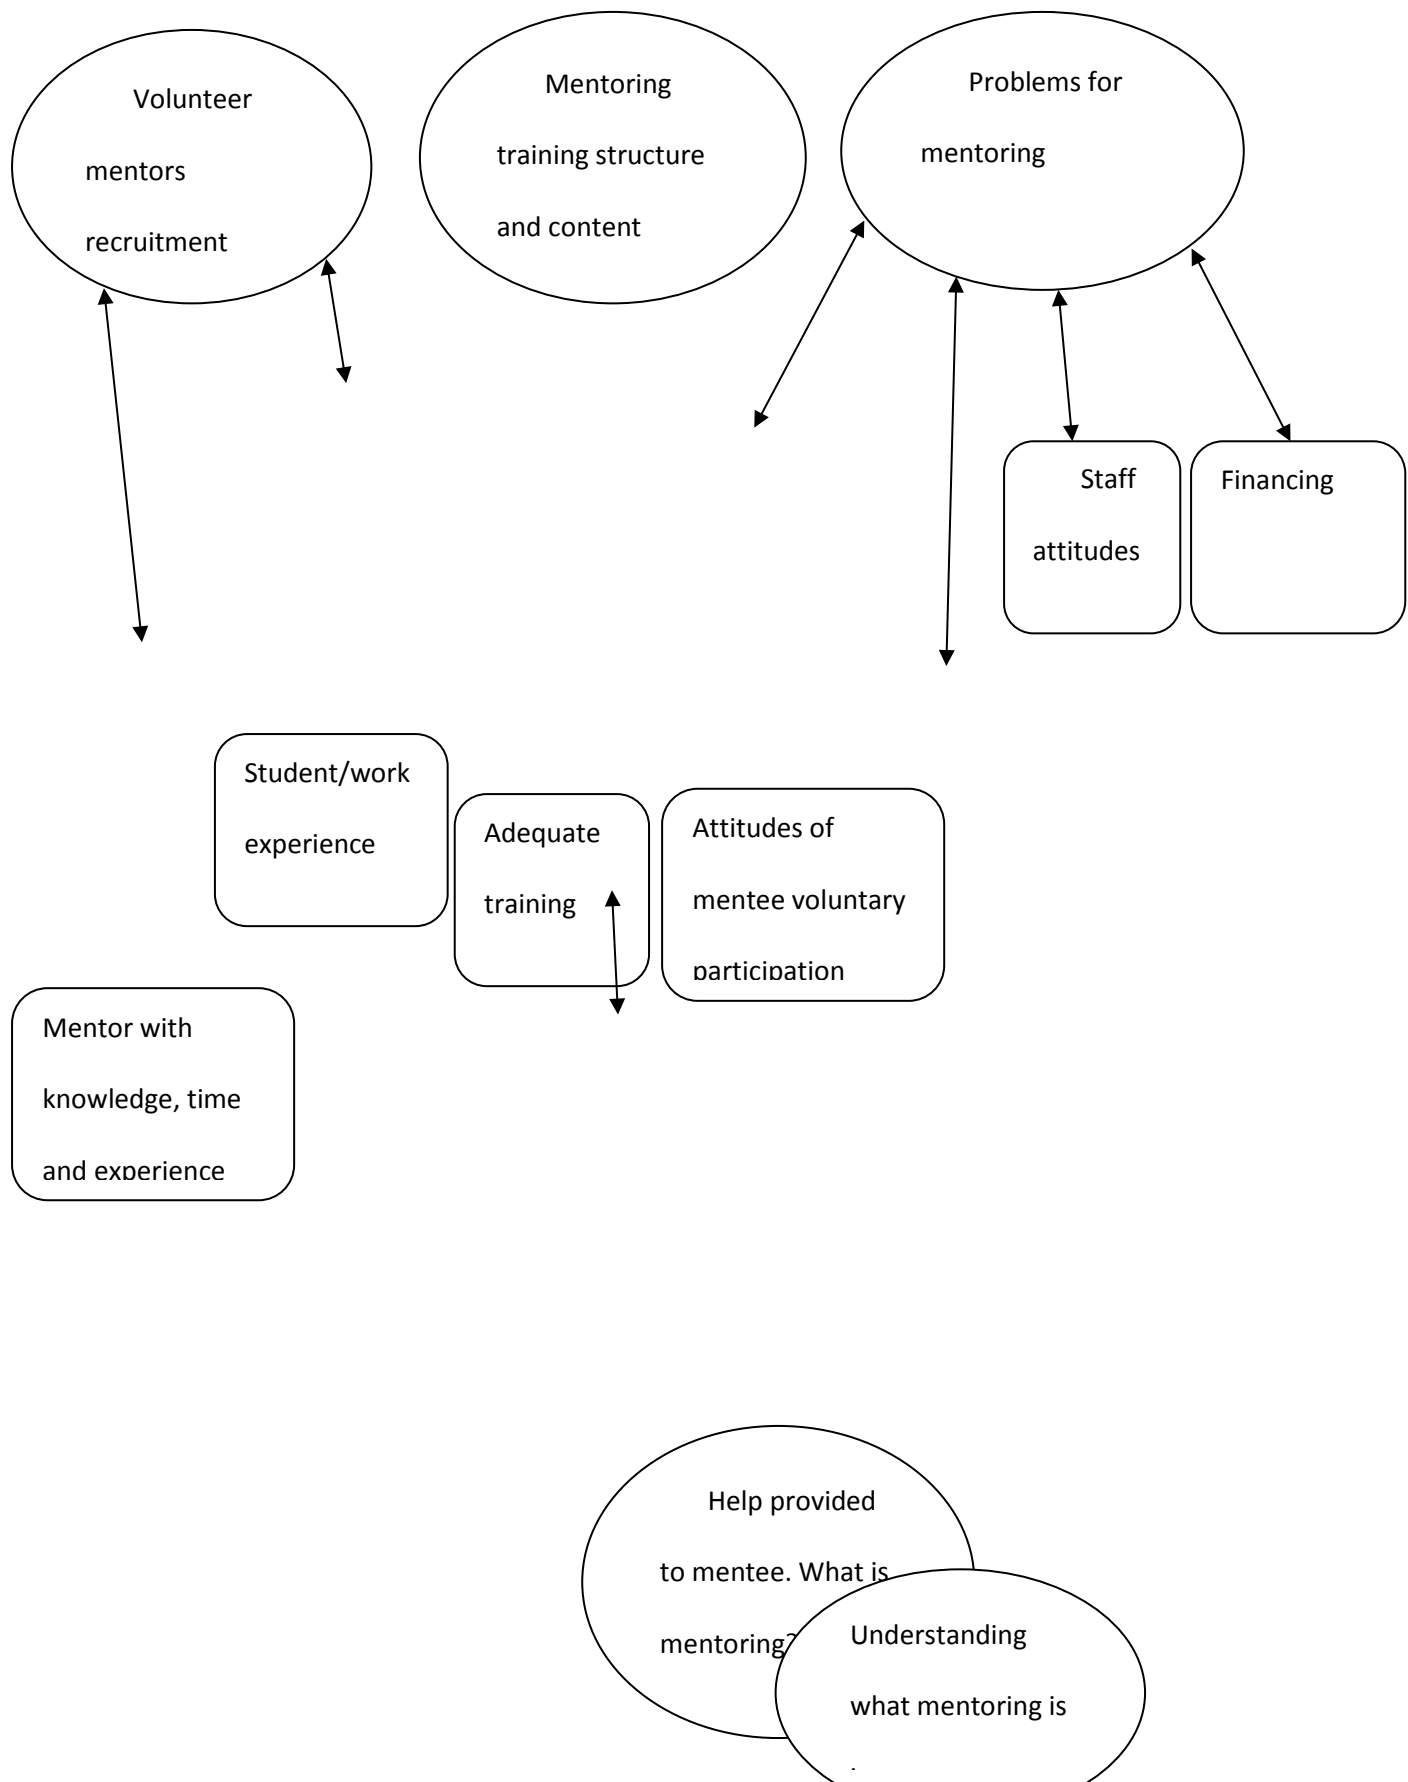 Volunteer
mentors
recruitment
Mentoring
training structure
and content
Problems for
mentoring
Staff
attitudes
Financing
Student/work
experience
Adequate
training
Attitudes of
mentee voluntary
participation
Mentor with
knowledge, time
and experience
Help provided
to mentee. What is
mentoring?
Understanding
what mentoring is